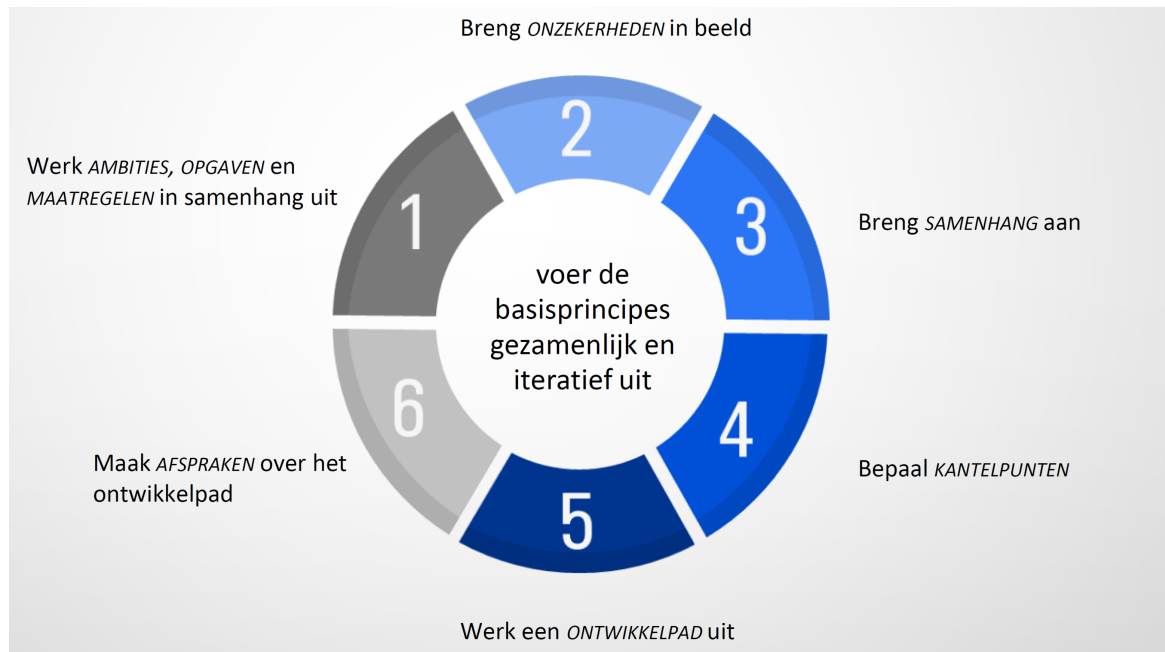 Breng ONZEKERHEDEN in beeld
2
Werk AMBITIES, OPGAVEN en
MAATREGELEN in samenhang uit
1
3
Breng SAMENHANG aan
voer de
basisprincipes
gezamenlijk en
iteratief uit
6
4
Maak AFSPRAKEN over het
ontwikkelpad
Bepaal KANTELPUNTEN
5
Werk een ONTWIKKELPAD uit